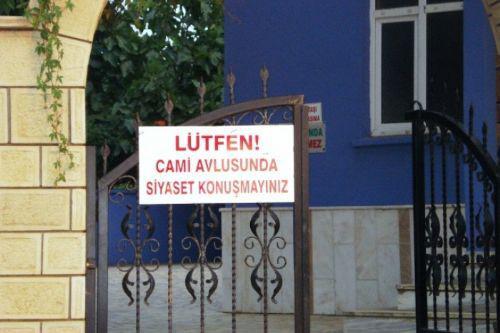 LÜTFEN!
CAMİ AVLUSUNDA
SİYASET KONUŞMAYINIZ